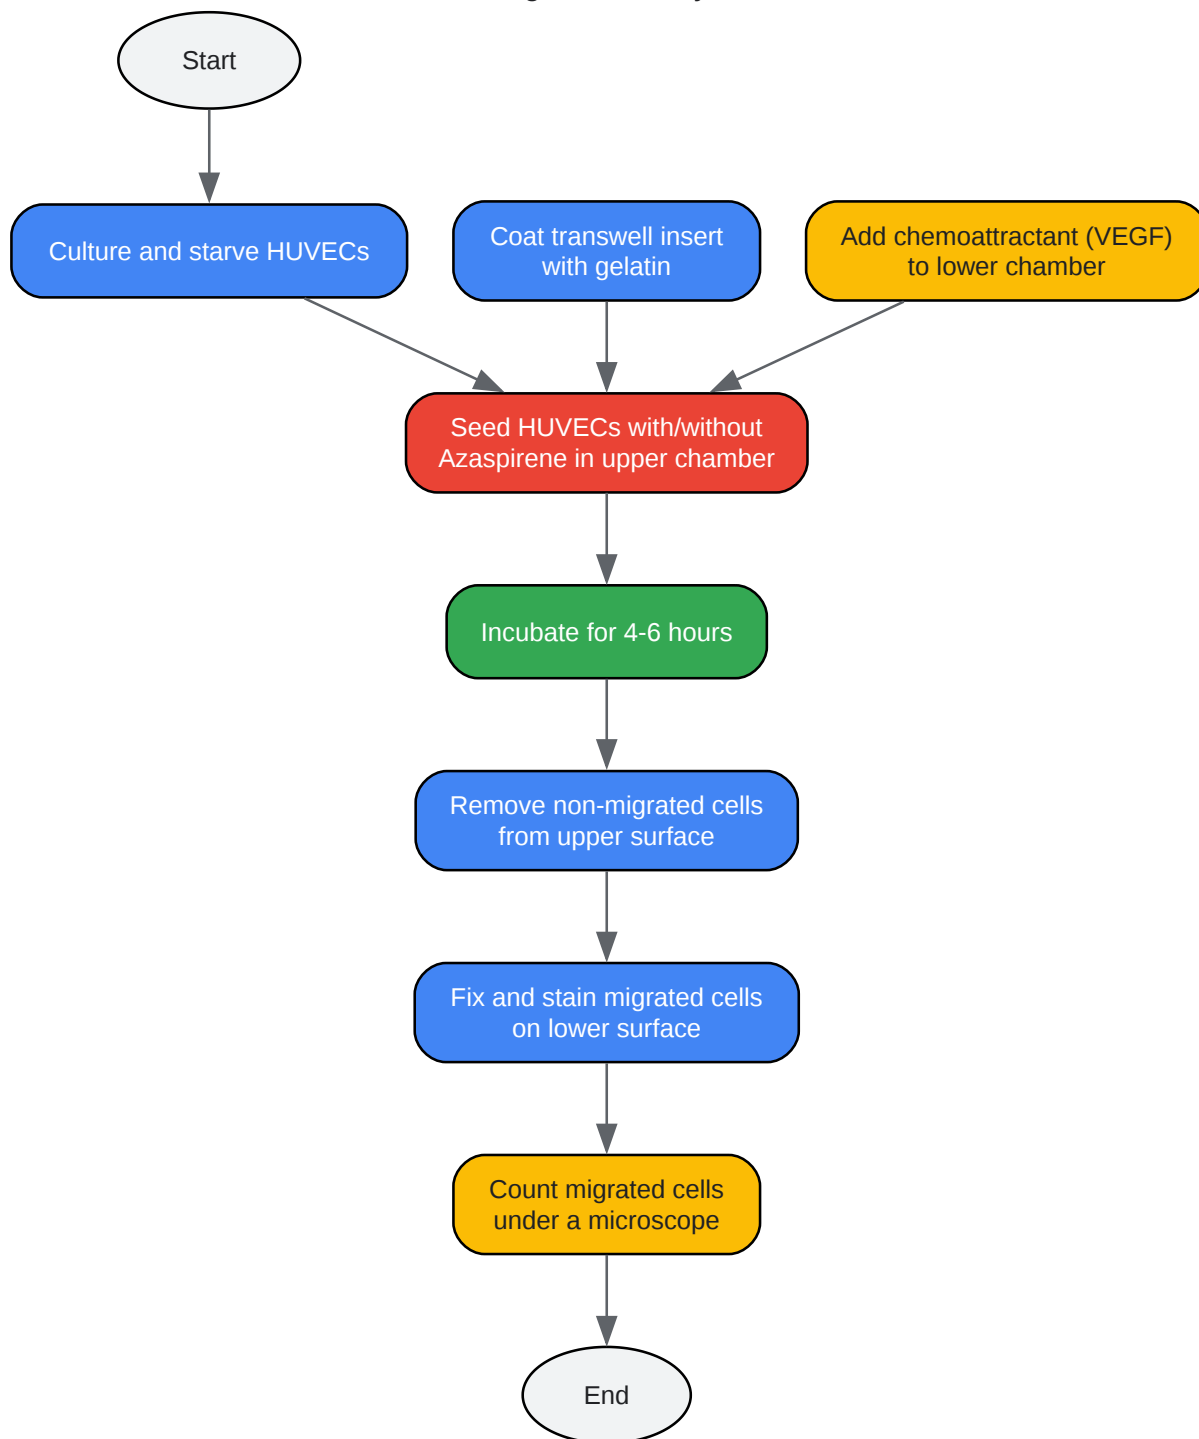 Start
Culture and starve HUVECs
Coat transwell insert
with gelatin
Add chemoattractant (VEGF)
to lower chamber
Seed HUVECs with/without
Azaspirene in upper chamber
Incubate for 4-6 hours
Remove non-migrated cells
from upper surface
Fix and stain migrated cells
on lower surface
Count migrated cells
under a microscope
End